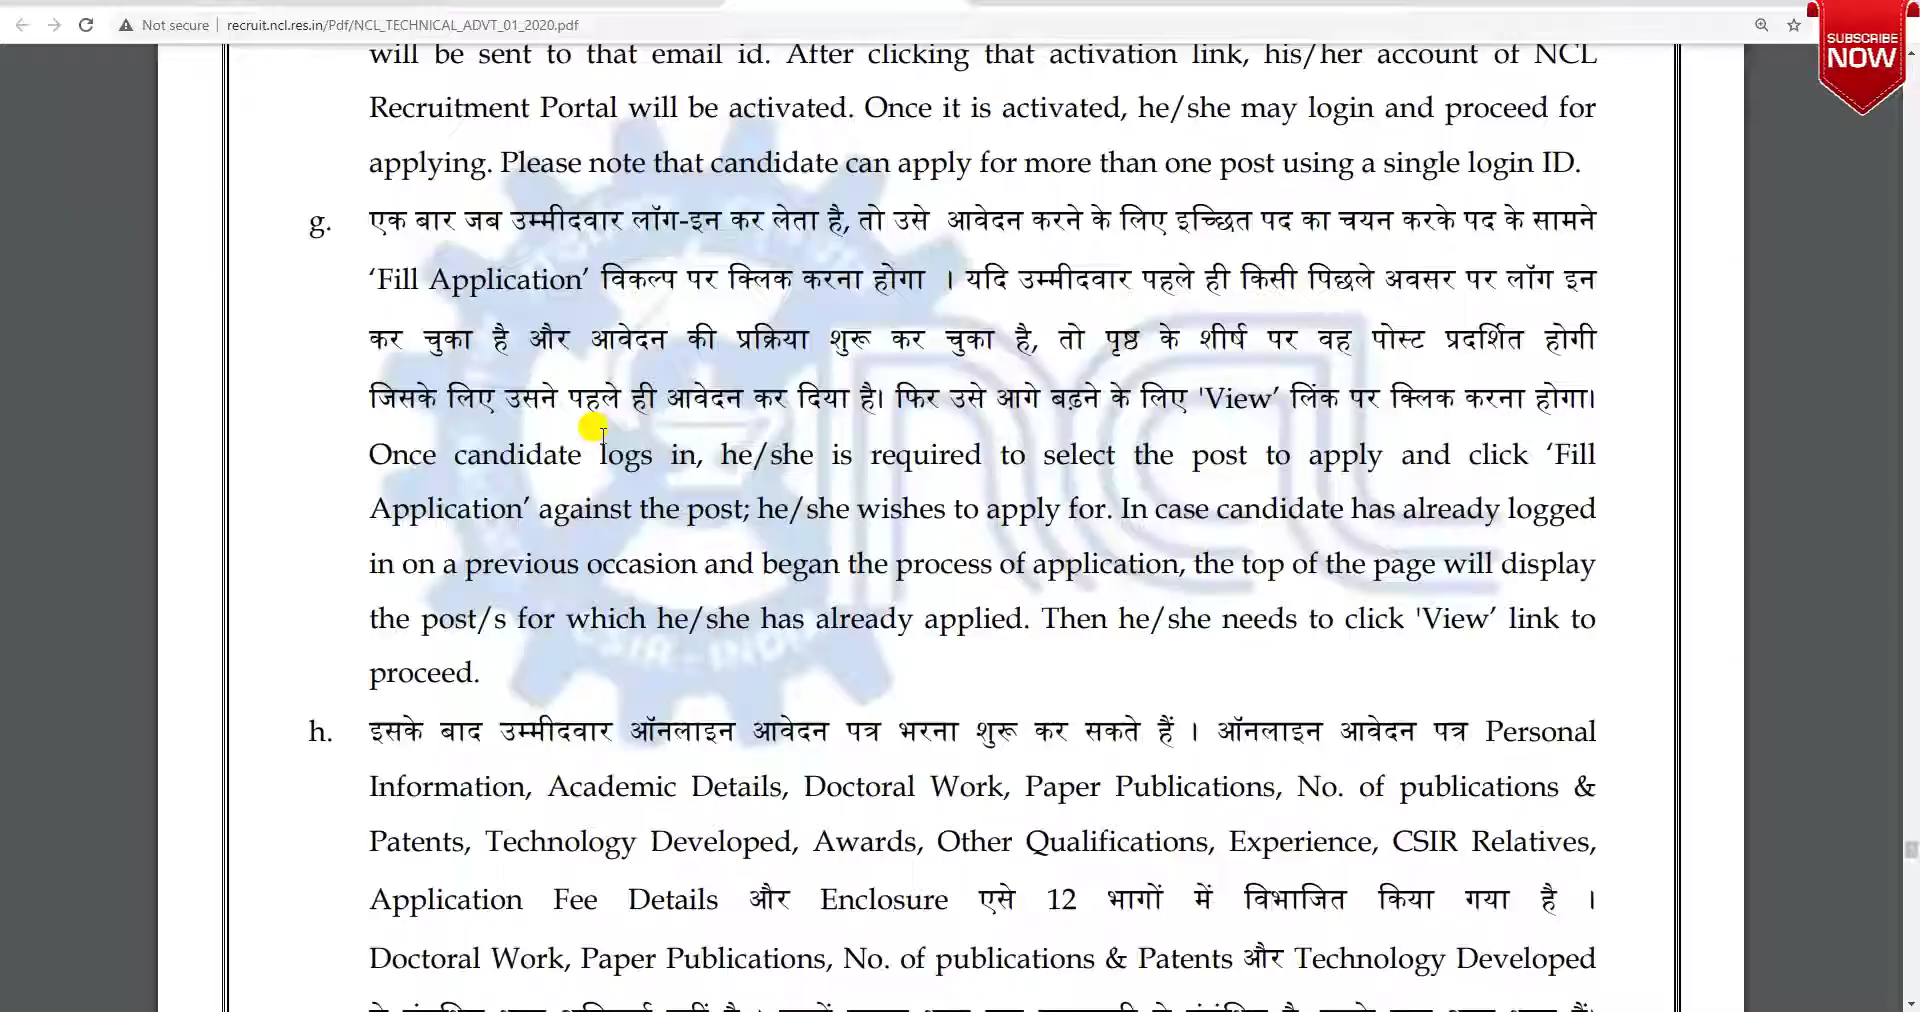 Not secure recruit.ncl.res.in/Pdf/NCL_TECHNICAL_ADVT_01_2020.pdf
SUBSCRIBE
NOW
will be sent to that email id. After clicking that activation link, his/her account of NCL
Recruitment Portal will be activated. Once it is activated, he/she may login and proceed for
applying. Please note that candidate can apply for more than one post using a single login ID.
g. एक बार जब उम्मीदवार लॉग-इन कर लेता है, तो उसे आवेदन करने के लिए इच्छित पद का चयन करके पद के सामने
‘Fill Application’ विकल्प पर क्लिक करना होगा । यदि उम्मीदवार पहले ही किसी पिछले अवसर पर लॉग इन
कर चुका है और आवेदन की प्रक्रिया शुरू कर चुका है, तो पृष्ठ के शीर्ष पर वह पोस्ट प्रदर्शित होगी
जिसके लिए उसने पहले ही आवेदन कर दिया है। फिर उसे आगे बढ़ने के लिए 'View’ लिंक पर क्लिक करना होगा।
Once candidate logs in, he/she is required to select the post to apply and click ‘Fill
Application’ against the post; he/she wishes to apply for. In case candidate has already logged
in on a previous occasion and began the process of application, the top of the page will display
the post/s for which he/she has already applied. Then he/she needs to click 'View’ link to
proceed.
h. इसके बाद उम्मीदवार ऑनलाइन आवेदन पत्र भरना शुरू कर सकते हैं । ऑनलाइन आवेदन पत्र Personal
Information, Academic Details, Doctoral Work, Paper Publications, No. of publications &
Patents, Technology Developed, Awards, Other Qualifications, Experience, CSIR Relatives,
Application Fee Details और Enclosure एसे 12 भागों में विभाजित किया गया है ।
Doctoral Work, Paper Publications, No. of publications & Patents और Technology Developed
ncl
CSIR-INDIA